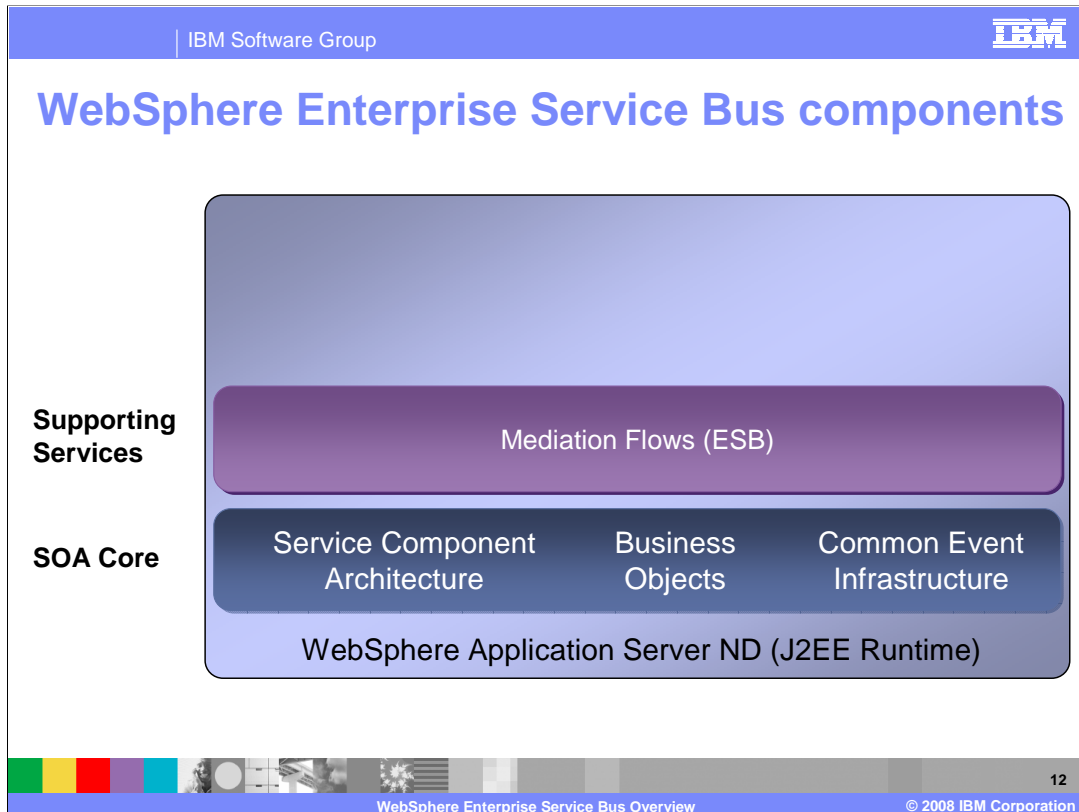 IBM Software Group
IBM
WebSphere Enterprise Service Bus components
Supporting
Services
Mediation Flows (ESB)
SOA Core
Service Component
Architecture
Business
Objects
Common Event
Infrastructure
WebSphere Application Server ND (J2EE Runtime)
12
WebSphere Enterprise Service Bus Overview
© 2008 IBM Corporation